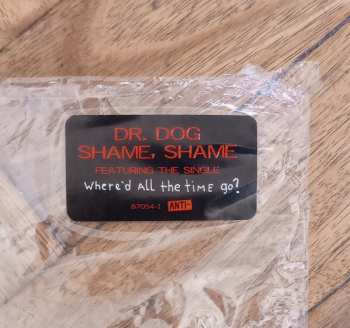 DR. DOG
SHAME, SHAME
FEATURING THE SINGLE
Where'd All the time go?
87054-1 ANTI-